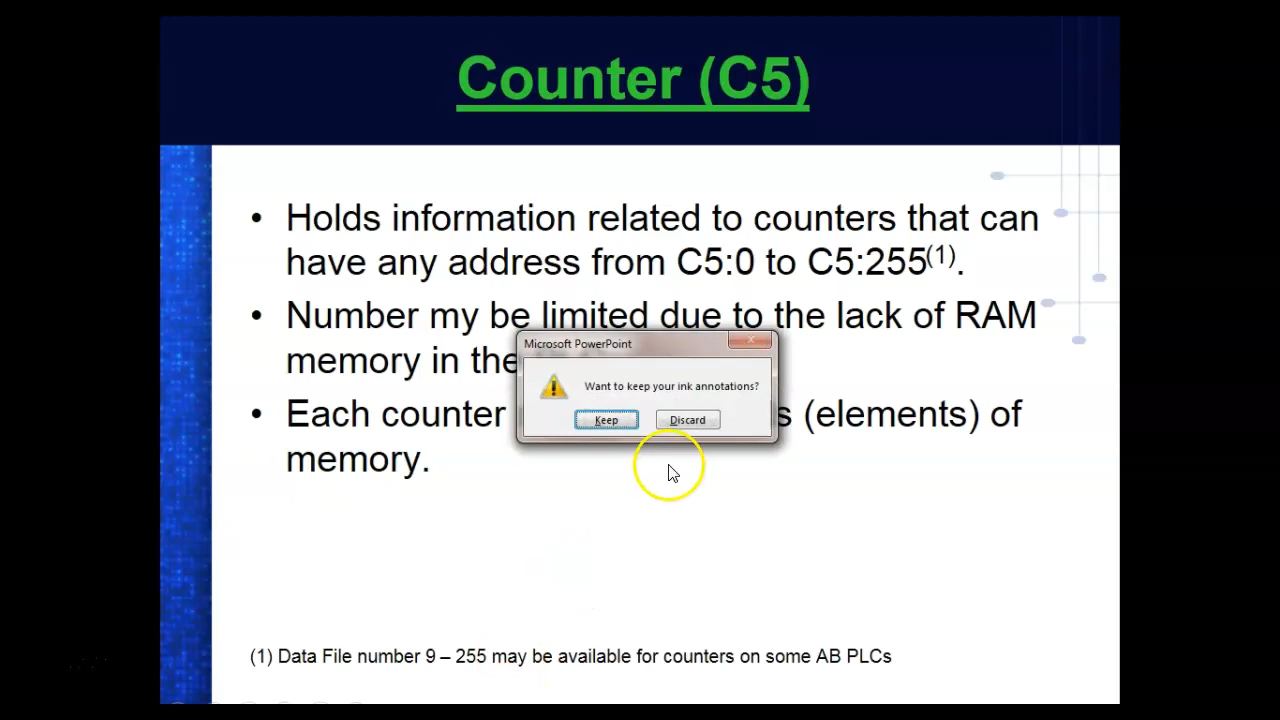 Counter (C5)
• Holds information related to counters that can
have any address from C5:0 to C5:255(1).
• Number my be limited due to the lack of RAM
memory in the
• Each counter s (elements) of
memory.
Microsoft PowerPoint
Want to keep your ink annotations?
Keep Discard
(1) Data File number 9 – 255 may be available for counters on some AB PLCs